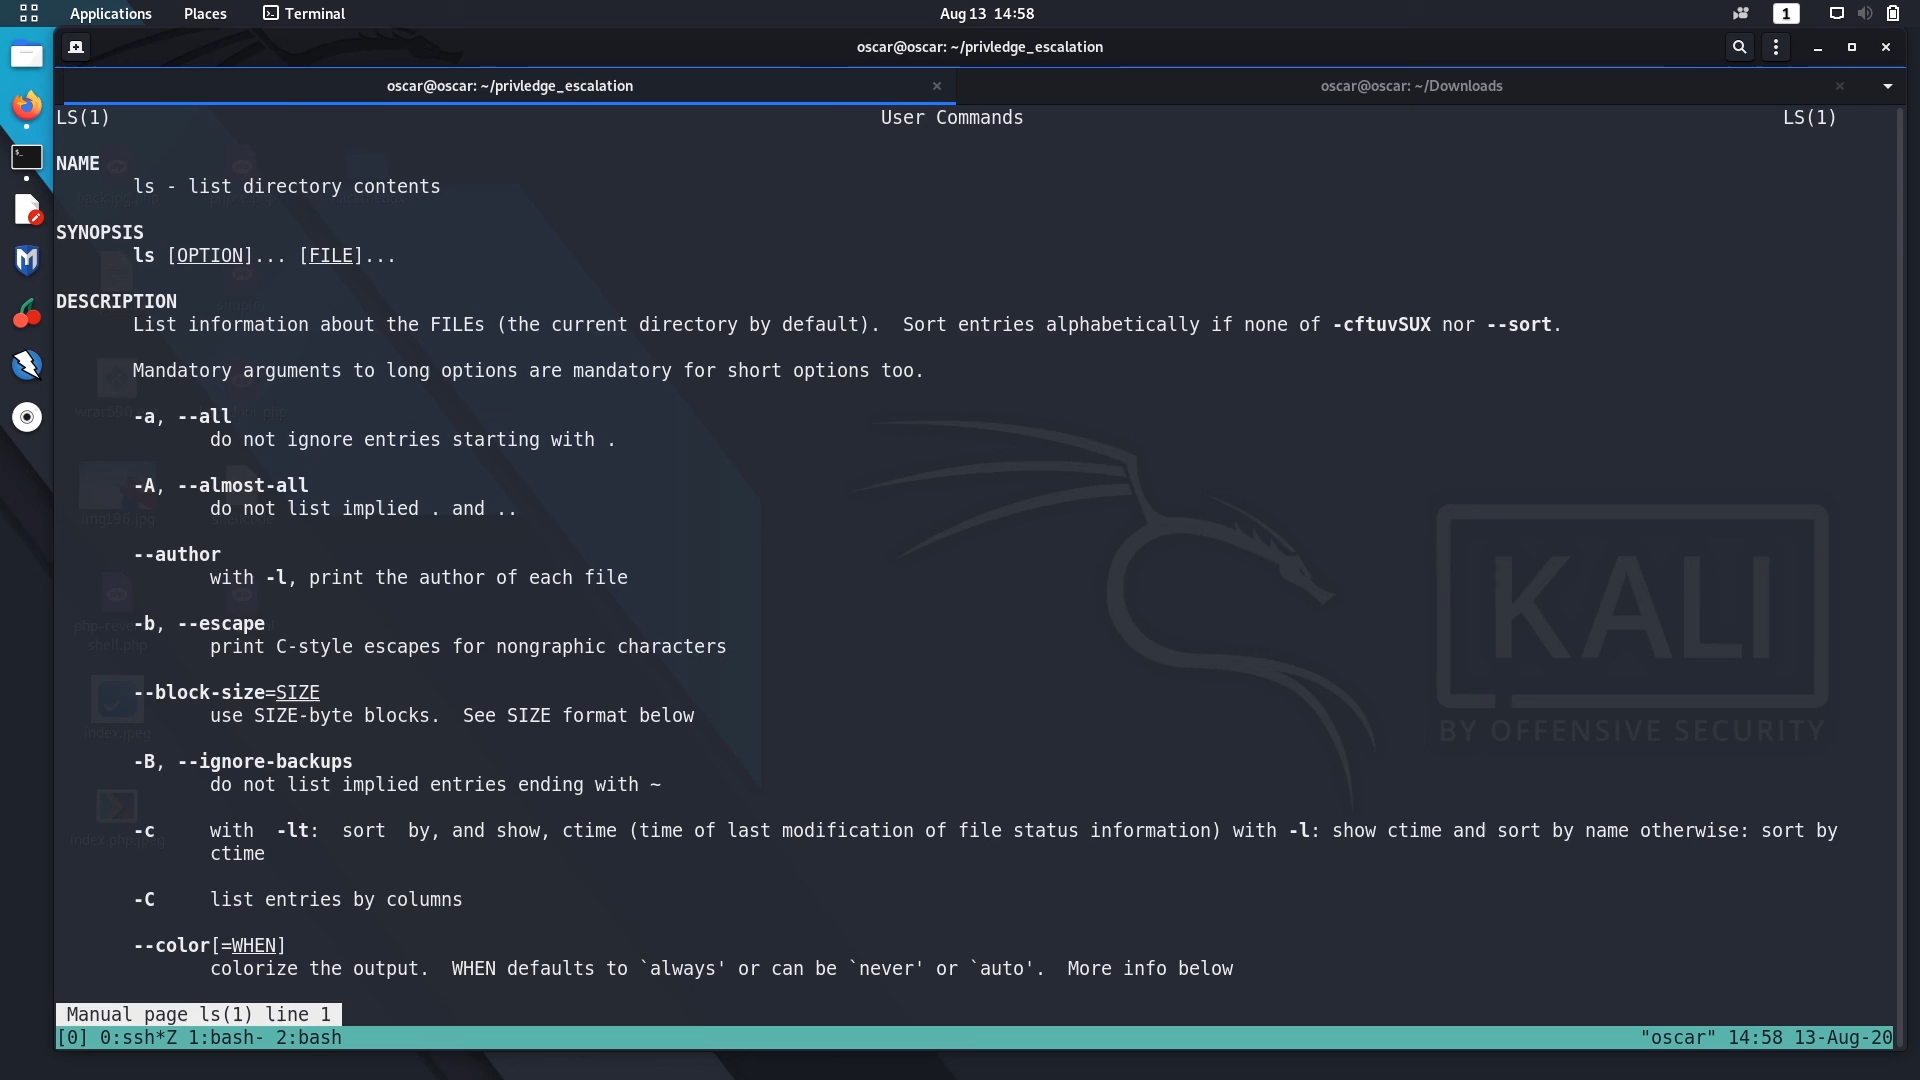 Applications Places Terminal Aug 13 14:58 1
oscar@oscar: ~/privledge_escalation
oscar@oscar: ~/privledge_escalation oscar@oscar: ~/Downloads
LS(1) User Commands LS(1)
NAME
ls - list directory contents
SYNOPSIS
ls [OPTION]... [FILE]...
DESCRIPTION
List information about the FILEs (the current directory by default).  Sort entries alphabetically if none of -cftuvSUX nor --sort.
Mandatory arguments to long options are mandatory for short options too.
-a, --all
do not ignore entries starting with .
-A, --almost-all
do not list implied . and ..
--author
with -l, print the author of each file
-b, --escape
print C-style escapes for nongraphic characters
--block-size=SIZE
use SIZE-byte blocks.  See SIZE format below
-B, --ignore-backups
do not list implied entries ending with ~
-c with  -lt:  sort  by, and show, ctime (time of last modification of file status information) with -l: show ctime and sort by name otherwise: sort by
ctime
-C list entries by columns
--color[=WHEN]
colorize the output.  WHEN defaults to `always' or can be `never' or `auto'.  More info below
Manual page ls(1) line 1
[0] 0:ssh*Z 1:bash- 2:bash "oscar" 14:58 13-Aug-20
KALI
BY OFFENSIVE SECURITY
img19d.jpg
shell.php
index.jpeg
index.php.jpeg